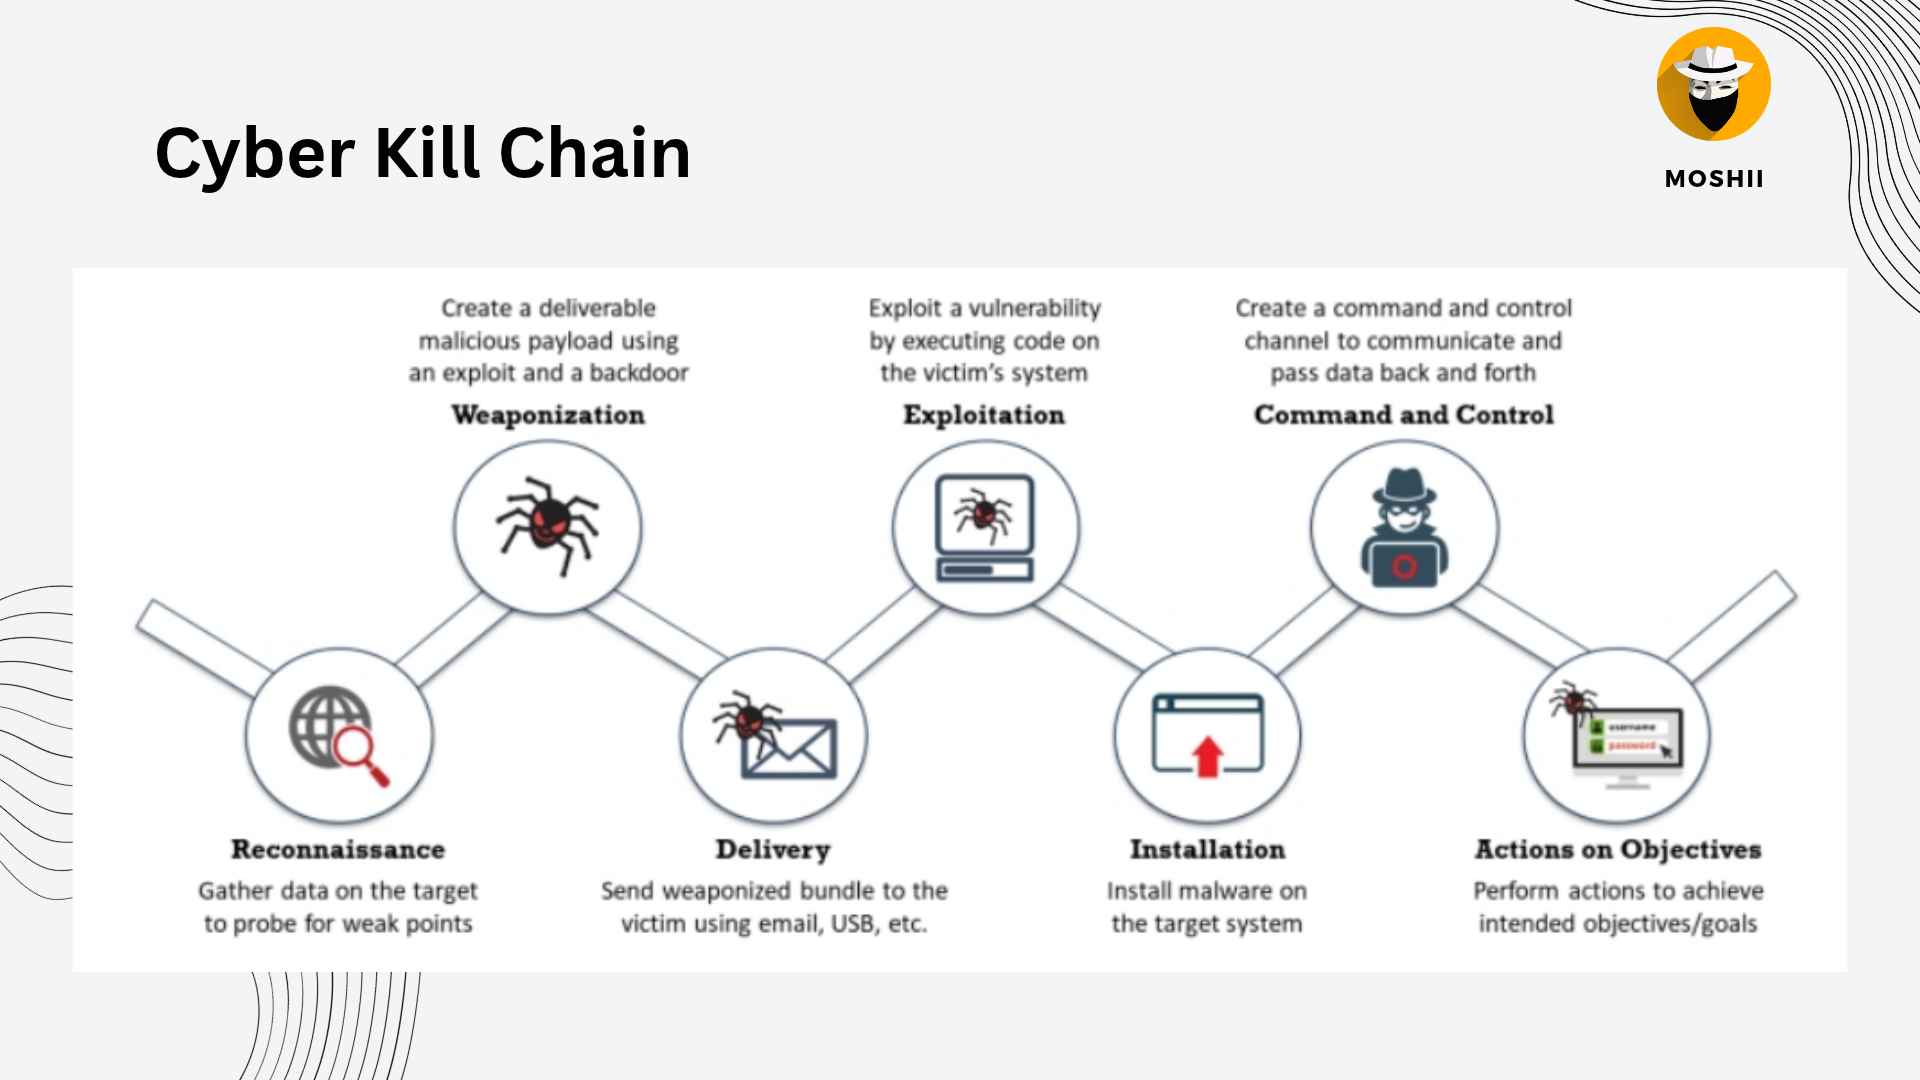 Cyber Kill Chain
MOSHII
Create a deliverable
malicious payload using
an exploit and a backdoor
Weaponization
Exploit a vulnerability
by executing code on
the victim's system
Exploitation
Create a command and control
channel to communicate and
pass data back and forth
Command and Control
Reconnaissance
Gather data on the target
to probe for weak points
Delivery
Send weaponized bundle to the
victim using email, USB, etc.
Installation
Install malware on
the target system
username
password
Actions on Objectives
Perform actions to achieve
intended objectives/goals